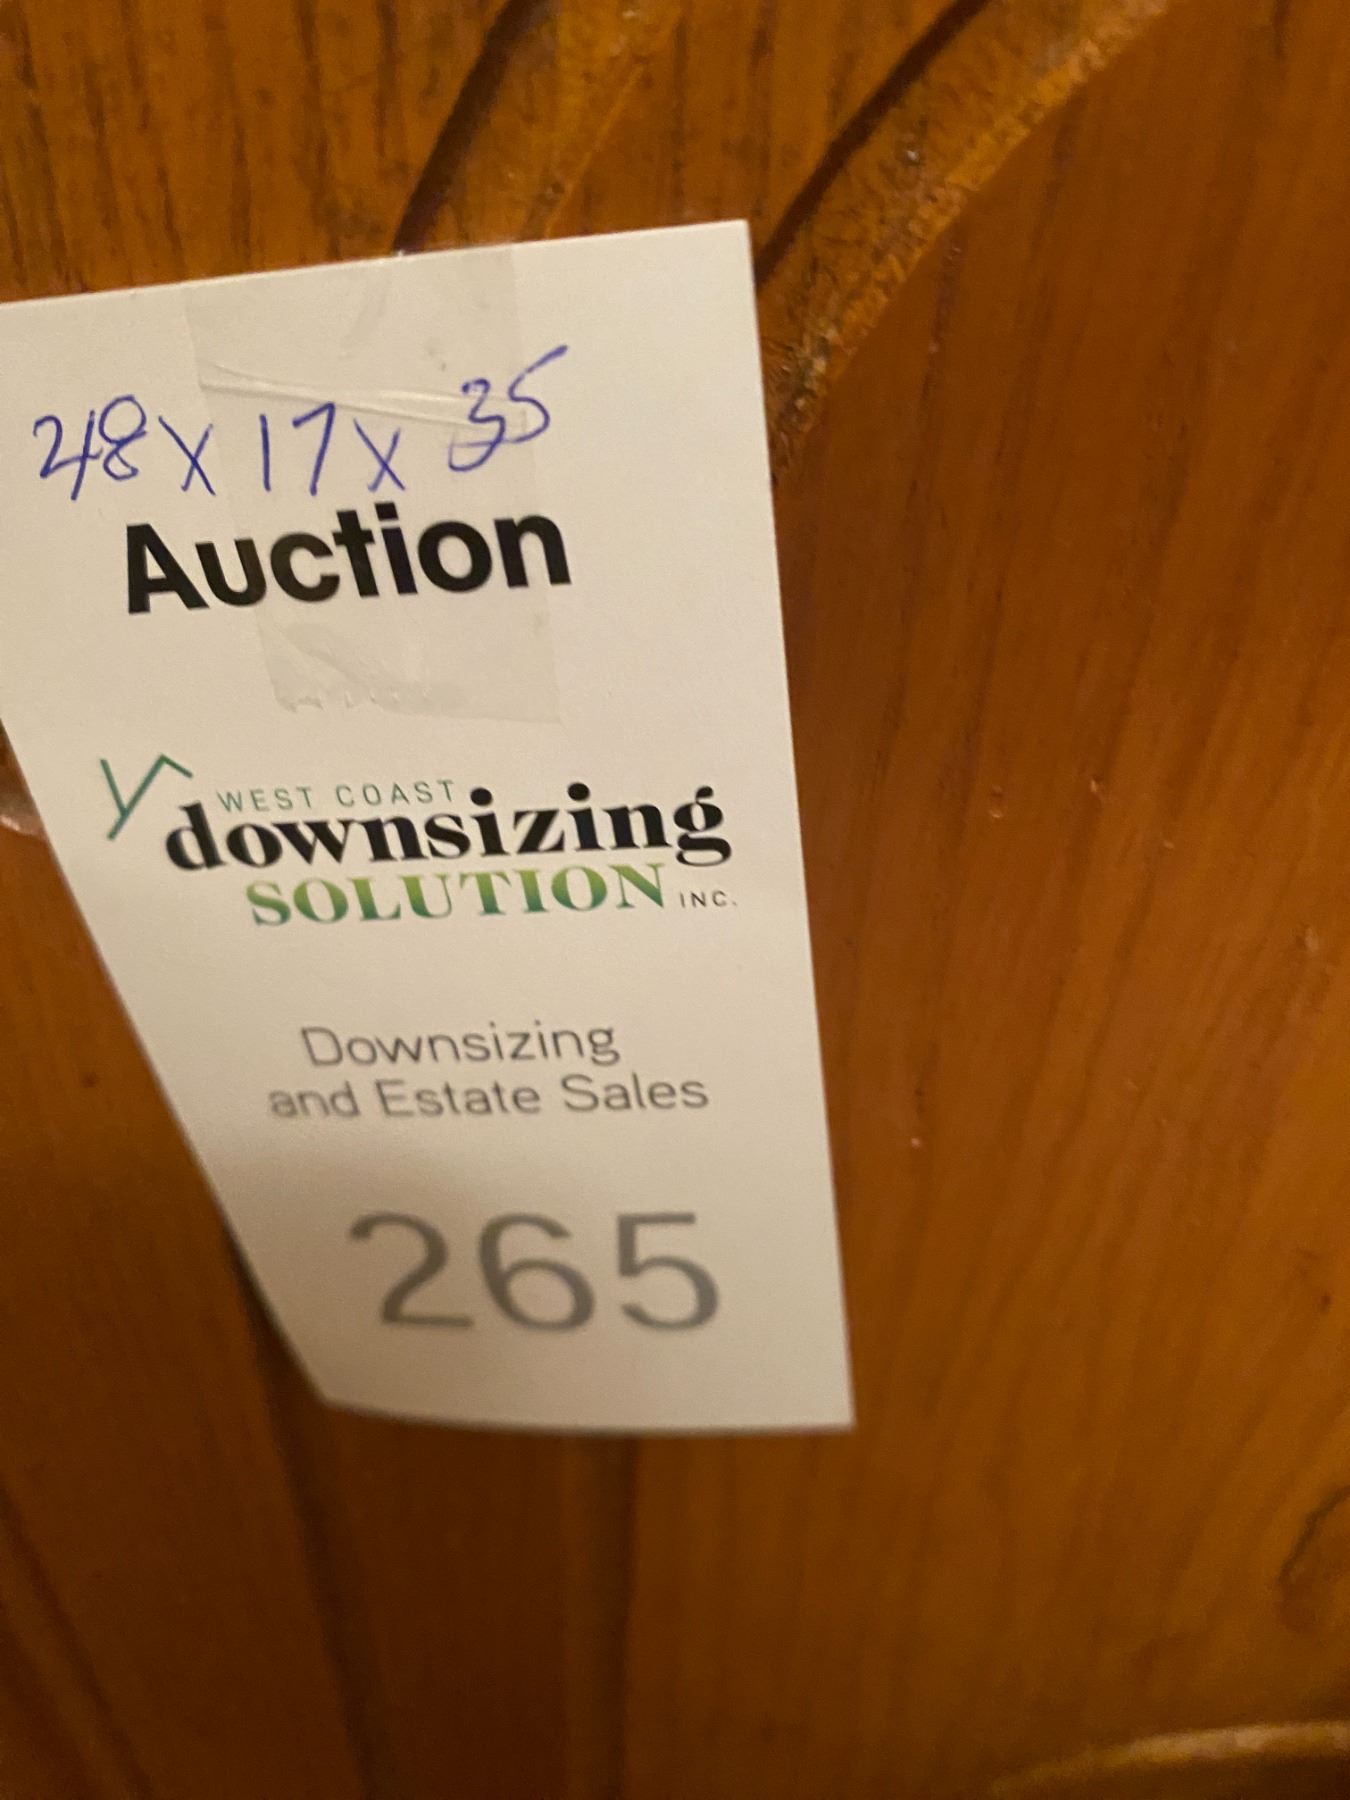 48 x 17 x 35
Auction
WEST COAST
downsizing
SOLUTION INC.
Downsizing
and Estate Sales
265